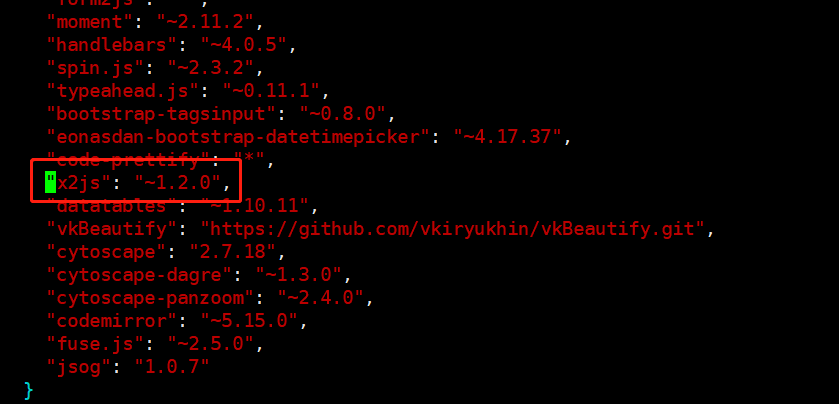 "moment": "~2.11.2",
"handlebars": "~4.0.5",
"spin.js": "~2.3.2",
"typeahead.js": "~0.11.1",
"bootstrap-tagsinput": "~0.8.0",
"eonasdan-bootstrap-datetimepicker": "~4.17.37",
"code-prettify": "*",
"x2js": "~1.2.0",
"datatables": "~1.10.11",
"vkBeautify": "https://github.com/vkiryukhin/vkBeautify.git",
"cytoscape": "2.7.18",
"cytoscape-dagre": "~1.3.0",
"cytoscape-panzoom": "~2.4.0",
"codemirror": "~5.15.0",
"fuse.js": "~2.5.0",
"jsog": "1.0.7"
}